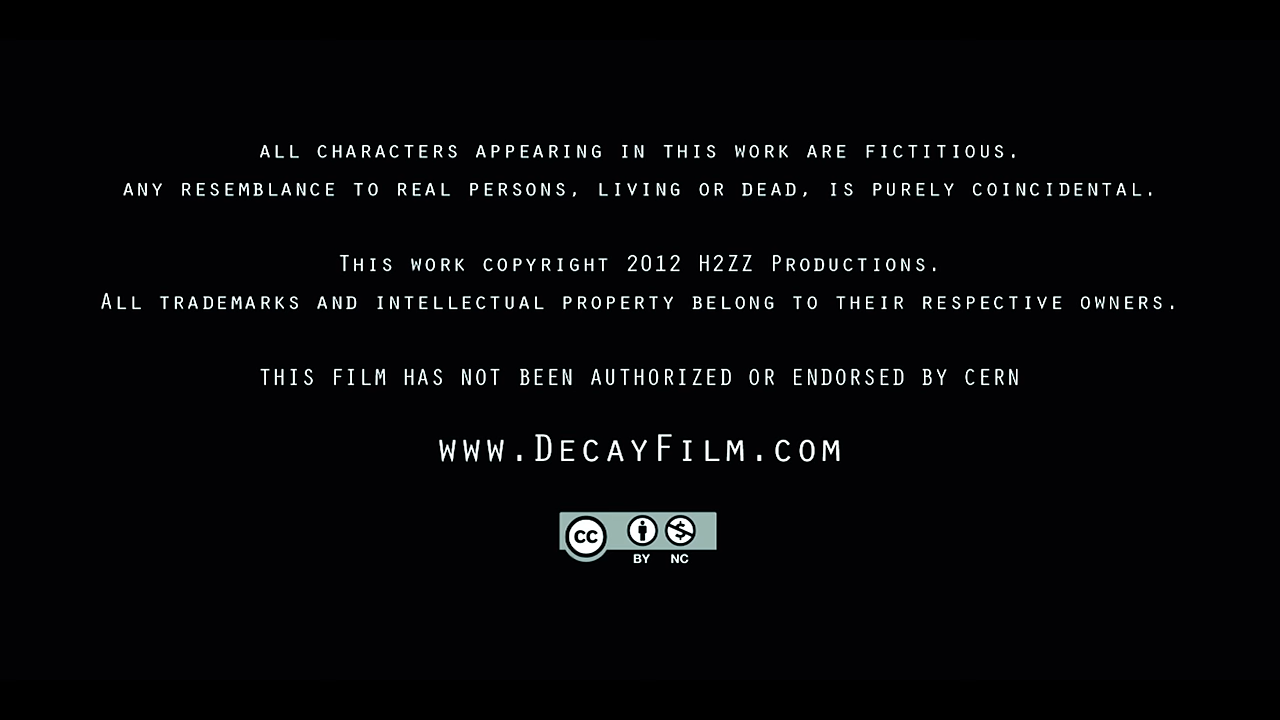 ALL CHARACTERS APPEARING IN THIS WORK ARE FICTITIOUS.
ANY RESEMBLANCE TO REAL PERSONS, LIVING OR DEAD, IS PURELY COINCIDENTAL.
THIS WORK COPYRIGHT 2012 H2ZZ PRODUCTIONS.
ALL TRADEMARKS AND INTELLECTUAL PROPERTY BELONG TO THEIR RESPECTIVE OWNERS.
THIS FILM HAS NOT BEEN AUTHORIZED OR ENDORSED BY CERN
WWW.DECAYFILM.COM
CC BY NC